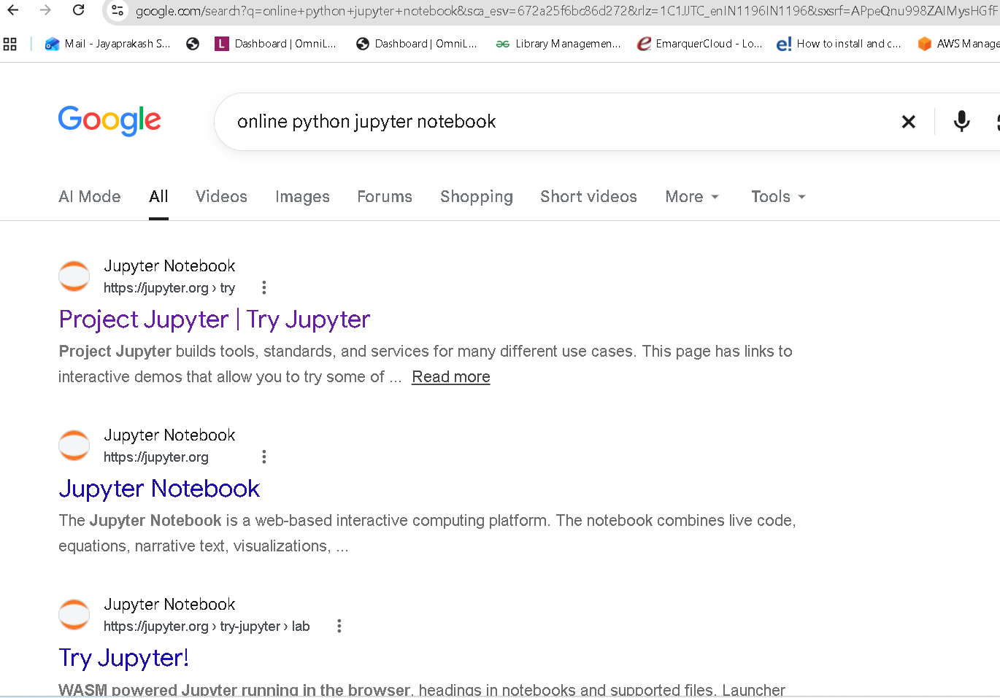 google.com/search?q=online+python+jupyter+notebook&sca_esv=672a25f6bc86d272&rlz=1C1JJTC_enIN1196IN1196&sxsrf=APpeQnu998ZAIMysHGfF
Mail - Jayaprakash S... Dashboard | OmniL... Dashboard | OmniL... Library Managemen... EmarquerCloud - Lo... How to install and c... AWS Manage
Google online python jupyter notebook
AI Mode All Videos Images Forums Shopping Short videos More Tools
Jupyter Notebook
https://jupyter.org › try
Project Jupyter | Try Jupyter
Project Jupyter builds tools, standards, and services for many different use cases. This page has links to
interactive demos that allow you to try some of ... Read more
Jupyter Notebook
https://jupyter.org
Jupyter Notebook
The Jupyter Notebook is a web-based interactive computing platform. The notebook combines live code,
equations, narrative text, visualizations, ...
Jupyter Notebook
https://jupyter.org › try-jupyter › lab
Try Jupyter!
WASM powered Jupyter running in the browser, headings in notebooks and supported files. Launcher